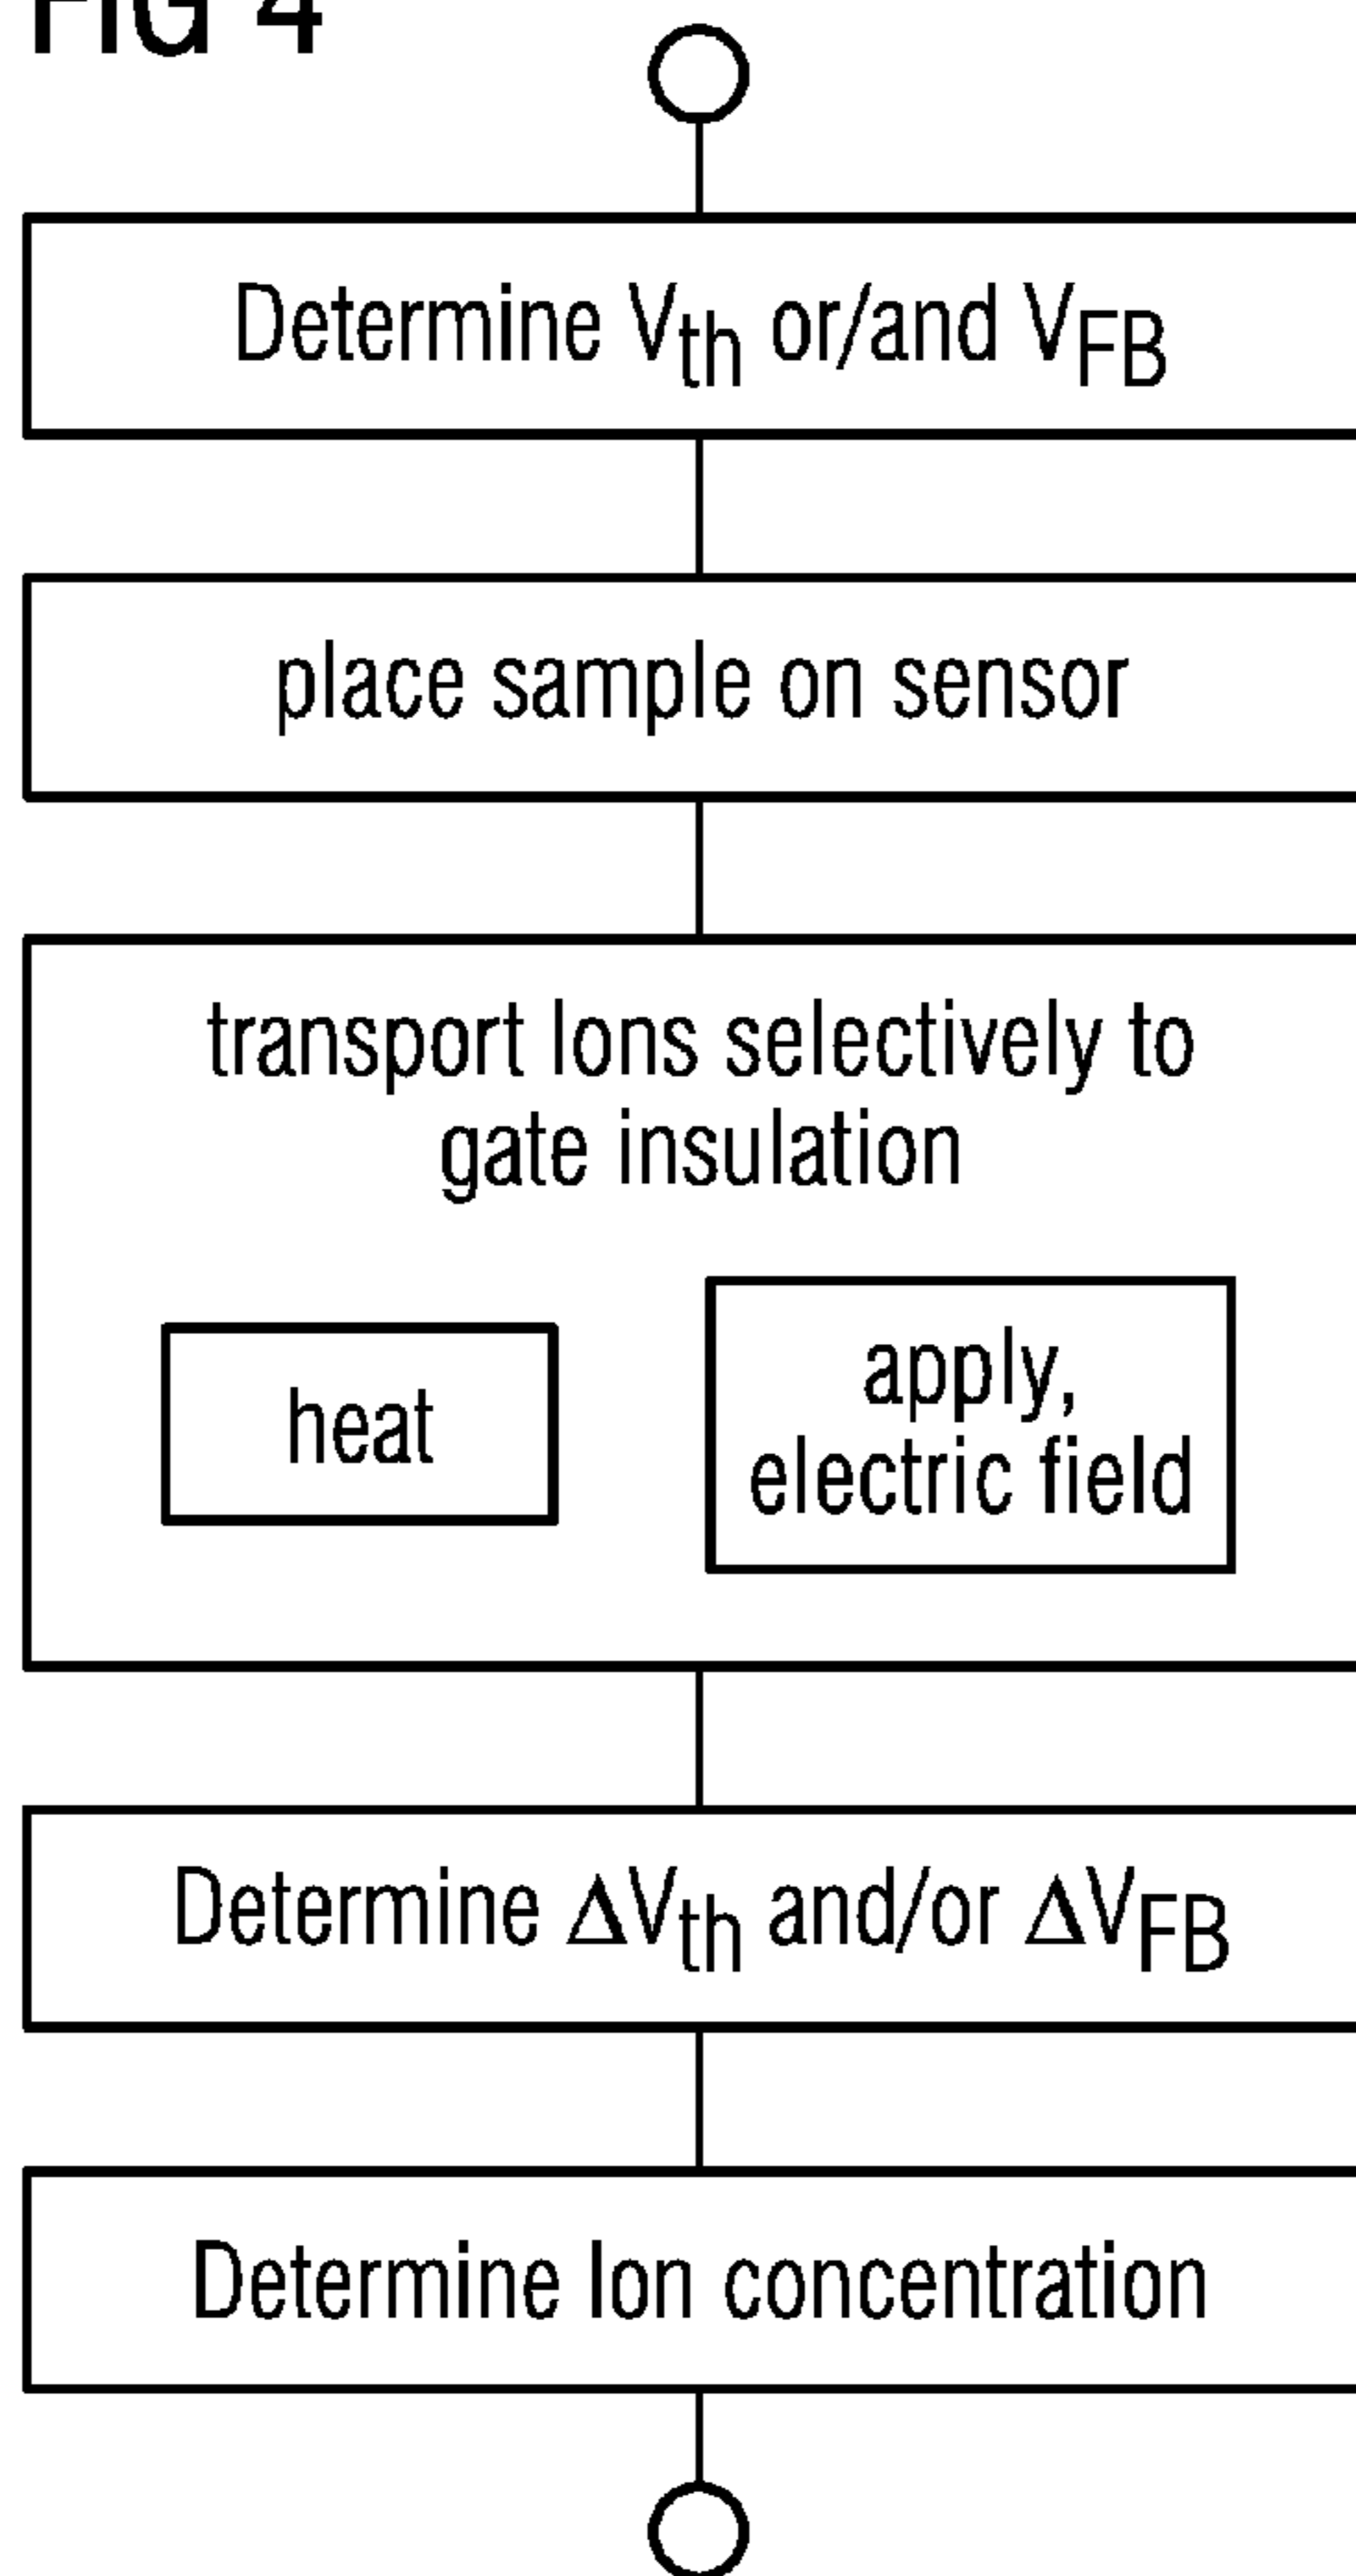 FIG 4
Determine Vth or/and VFB
place sample on sensor
transport Ions selectively to
gate insulation
heat
apply,
electric field
Determine ΔVth and/or ΔVFB
Determine Ion concentration